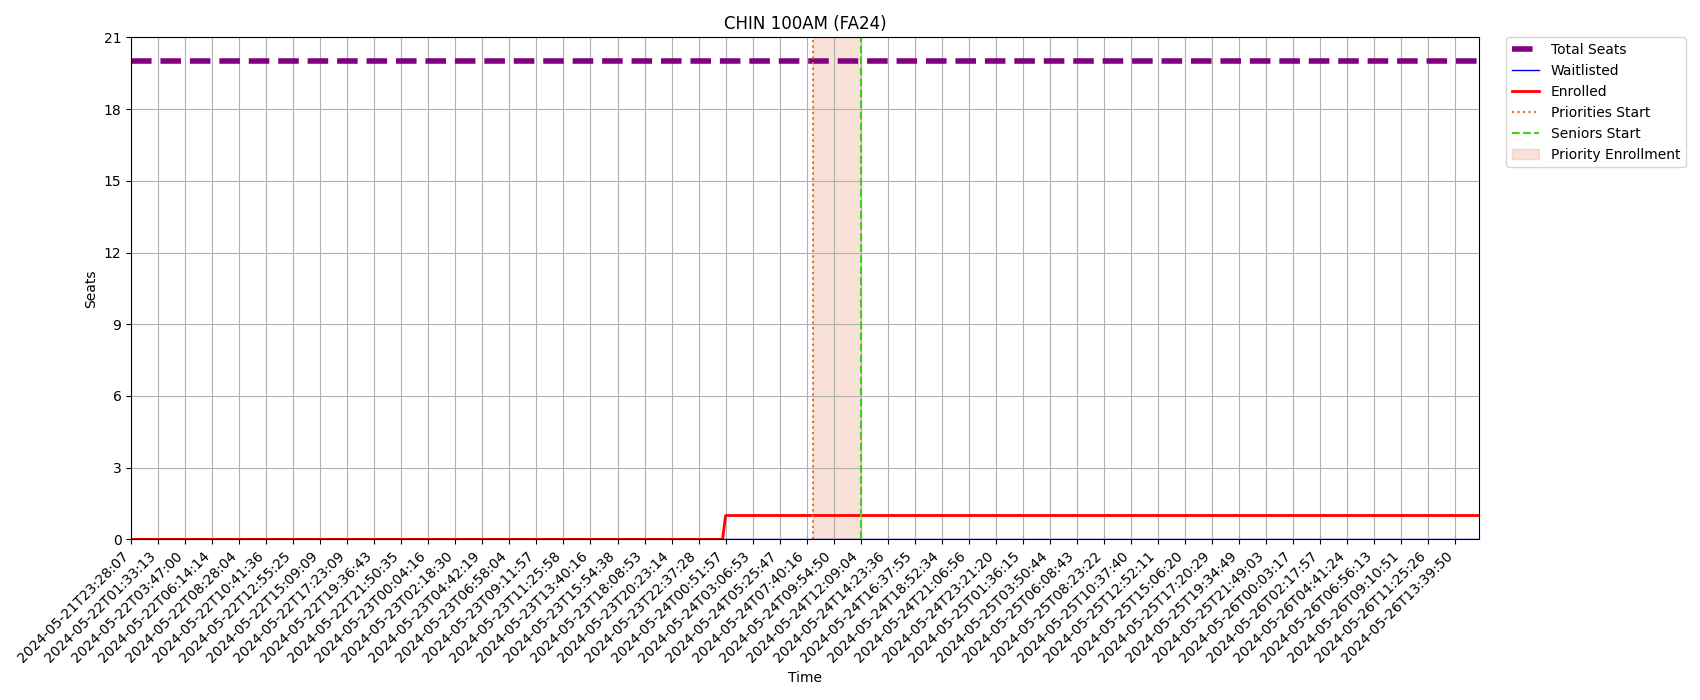 CHIN 100AM (FA24)
21
18
15
12
9
6
3
0
Seats
2024-05-21T23:28:07
2024-05-22T01:33:13
2024-05-22T03:47:00
2024-05-22T06:14:14
2024-05-22T08:28:04
2024-05-22T10:41:36
2024-05-22T12:55:25
2024-05-22T15:09:09
2024-05-22T17:23:09
2024-05-22T19:36:43
2024-05-22T21:50:35
2024-05-23T00:04:16
2024-05-23T02:18:30
2024-05-23T04:42:19
2024-05-23T06:58:04
2024-05-23T09:11:57
2024-05-23T11:25:58
2024-05-23T13:40:16
2024-05-23T15:54:38
2024-05-23T18:08:53
2024-05-23T20:23:14
2024-05-23T22:37:28
2024-05-24T00:51:57
2024-05-24T03:06:53
2024-05-24T05:25:47
2024-05-24T07:40:16
2024-05-24T09:54:50
2024-05-24T12:09:04
2024-05-24T14:23:36
2024-05-24T16:37:55
2024-05-24T18:52:34
2024-05-24T21:06:56
2024-05-24T23:21:20
2024-05-25T01:36:15
2024-05-25T03:50:44
2024-05-25T06:08:43
2024-05-25T08:23:22
2024-05-25T10:37:40
2024-05-25T12:52:11
2024-05-25T15:06:20
2024-05-25T17:20:29
2024-05-25T19:34:49
2024-05-25T21:49:03
2024-05-26T00:03:17
2024-05-26T02:17:57
2024-05-26T04:41:24
2024-05-26T06:56:13
2024-05-26T09:10:51
2024-05-26T11:25:26
2024-05-26T13:39:50
Time
Total Seats
Waitlisted
Enrolled
Priorities Start
Seniors Start
Priority Enrollment